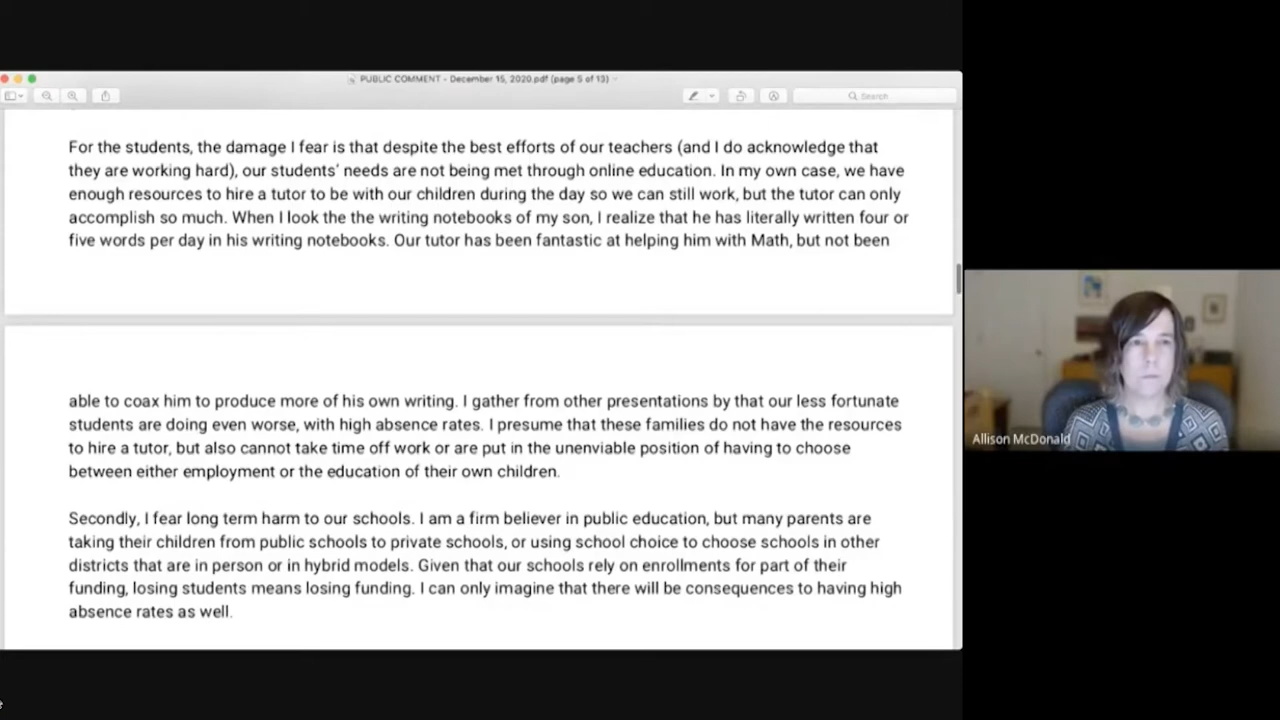 PUBLIC COMMENT - December 15, 2020.pdf (page 5 of 13)
Search
For the students, the damage I fear is that despite the best efforts of our teachers (and I do acknowledge that
they are working hard), our students' needs are not being met through online education. In my own case, we have
enough resources to hire a tutor to be with our children during the day so we can still work, but the tutor can only
accomplish so much. When I look the the writing notebooks of my son, I realize that he has literally written four or
five words per day in his writing notebooks. Our tutor has been fantastic at helping him with Math, but not been
able to coax him to produce more of his own writing. I gather from other presentations by that our less fortunate
students are doing even worse, with high absence rates. I presume that these families do not have the resources
to hire a tutor, but also cannot take time off work or are put in the unenviable position of having to choose
between either employment or the education of their own children.
Secondly, I fear long term harm to our schools. I am a firm believer in public education, but many parents are
taking their children from public schools to private schools, or using school choice to choose schools in other
districts that are in person or in hybrid models. Given that our schools rely on enrollments for part of their
funding, losing students means losing funding. I can only imagine that there will be consequences to having high
absence rates as well.
Allison McDonald